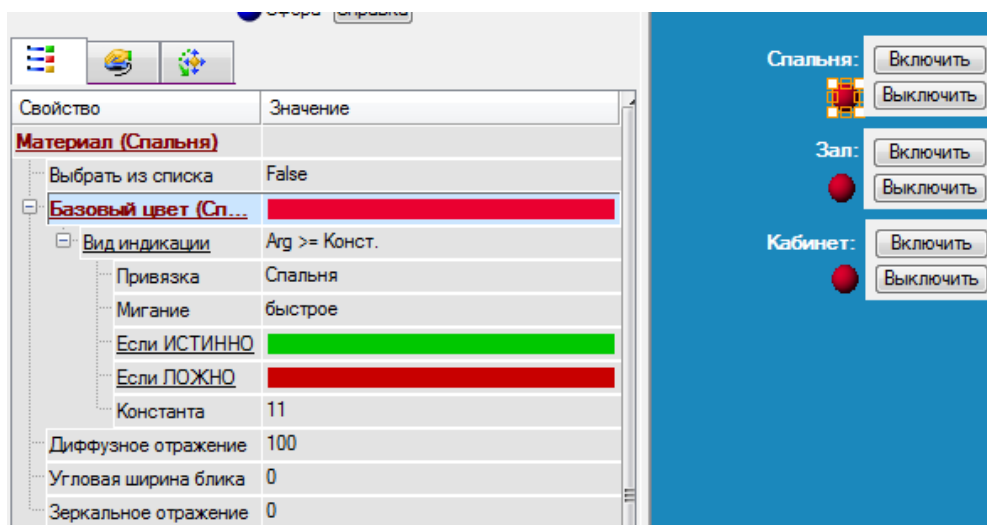 Сфера Справка
Свойство Значение
Материал (Спальня)
Выбрать из списка False
Базовый цвет (Сп...
Вид индикации Arg >= Конст.
Привязка Спальня
Мигание быстрое
Если ИСТИННО
Если ЛОЖНО
Константа 11
Диффузное отражение 100
Угловая ширина блика 0
Зеркальное отражение 0
Спальня: Включить
Выключить
Зал: Включить
Выключить
Кабинет: Включить
Выключить